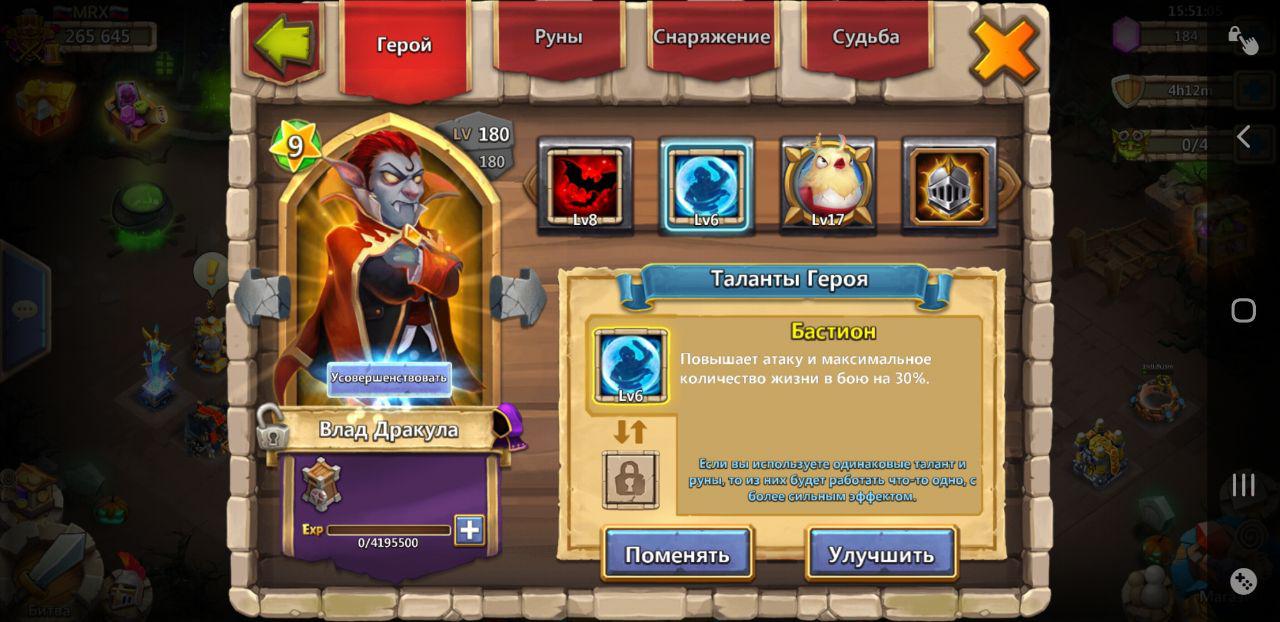 MRX
265 645
Герой
Руны
Снаряжение
Судьба
15:51:05
184
4h12m
0/4
9
LV 180
180
Lv8
Lv6
Lv17
Таланты Героя
Бастион
Повышает атаку и максимальное
количество жизни в бою на 30%.
Lv6
Если вы используете одинаковые талант и
руны, то из них будет работать что-то одно, с
более сильным эффектом.
Усовершенствовать
Влад Дракула
Exp
0/4195500
Поменять
Улучшить
Битва